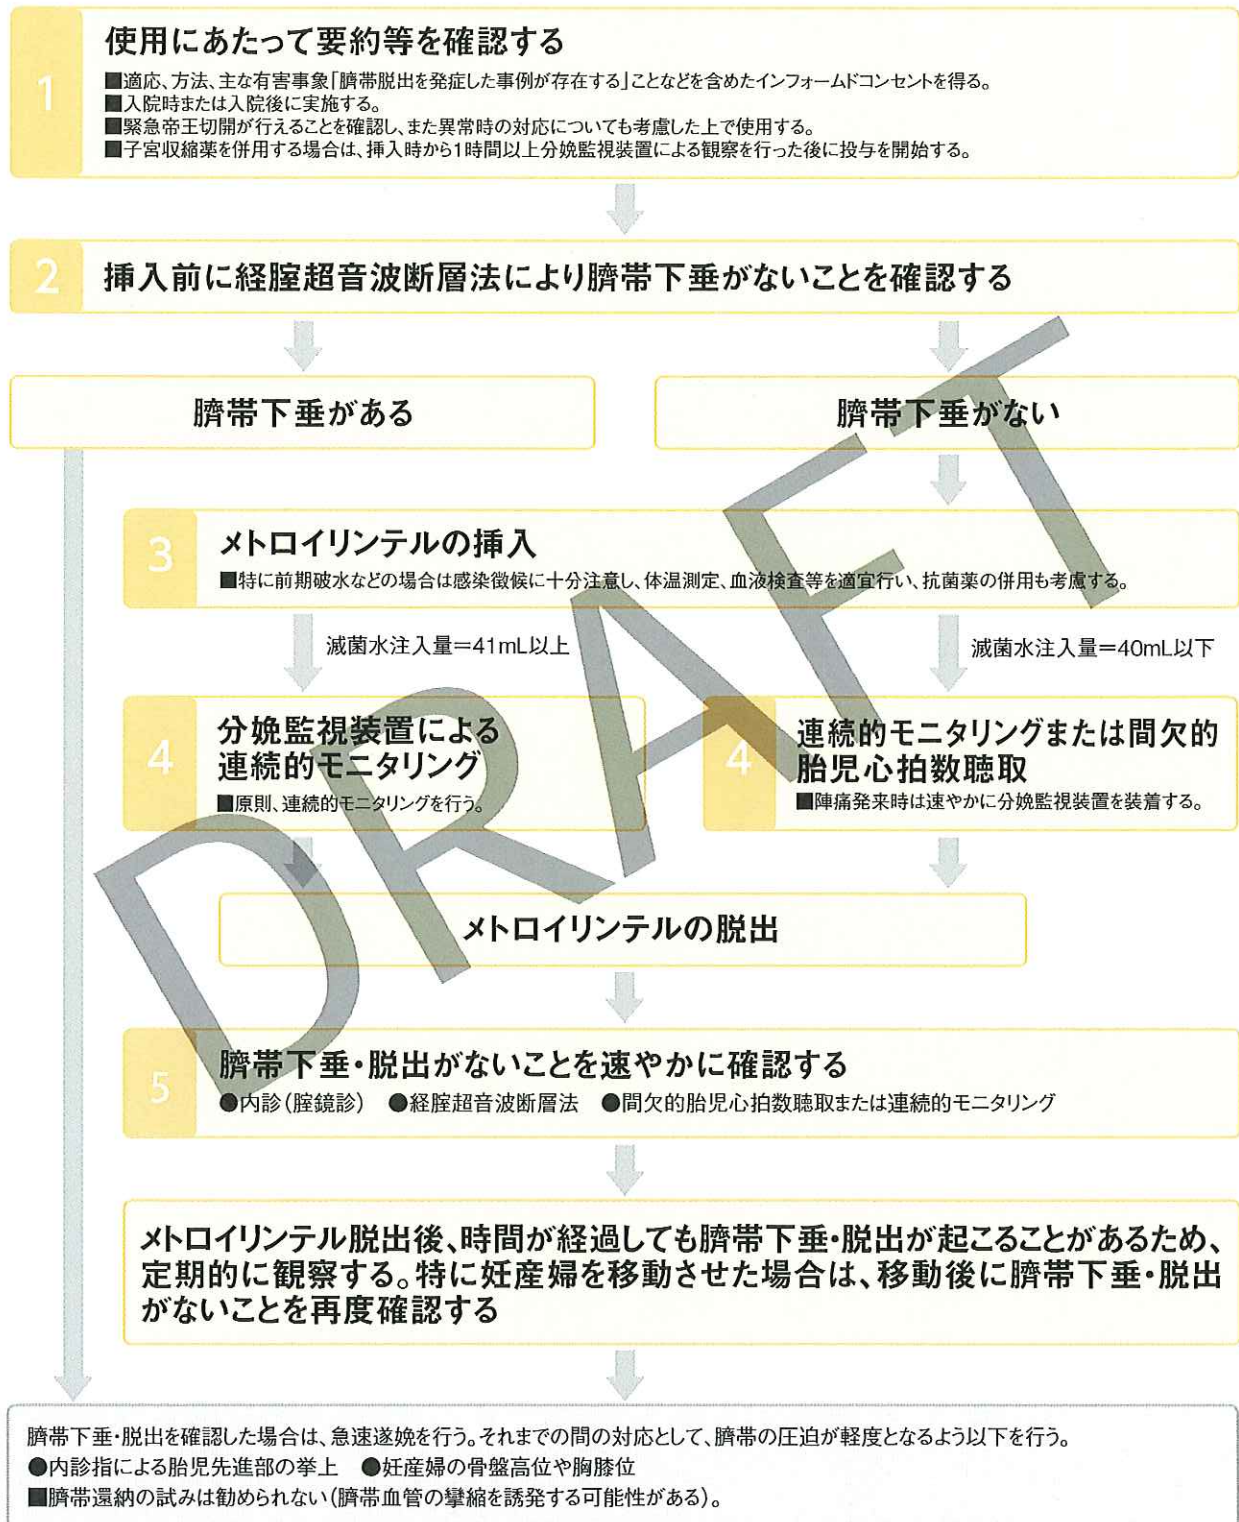 1
使用にあたって要約等を確認する
■適応、方法、主な有害事象「臍帯脱出を発症した事例が存在する」ことなどを含めたインフォームドコンセントを得る。
■入院時または入院後に実施する。
■緊急帝王切開が行えることを確認し、また異常時の対応についても考慮した上で使用する。
■子宮収縮薬を併用する場合は、挿入時から1時間以上分娩監視装置による観察を行った後に投与を開始する。
2
挿入前に経腟超音波断層法により臍帯下垂がないことを確認する
臍帯下垂がある
臍帯下垂がない
3
メトロイリンテルの挿入
■特に前期破水などの場合は感染徴候に十分注意し、体温測定、血液検査等を適宜行い、抗菌薬の併用も考慮する。
滅菌水注入量＝41mL以上
滅菌水注入量＝40mL以下
4
分娩監視装置による
連続的モニタリング
■原則、連続的モニタリングを行う。
4
連続的モニタリングまたは間欠的
胎児心拍数聴取
■陣痛発来時は速やかに分娩監視装置を装着する。
メトロイリンテルの脱出
5
臍帯下垂・脱出がないことを速やかに確認する
●内診（腟鏡診） ●経腟超音波断層法 ●間欠的胎児心拍数聴取または連続的モニタリング
メトロイリンテル脱出後、時間が経過しても臍帯下垂・脱出が起こることがあるため、
定期的に観察する。特に妊産婦を移動させた場合は、移動後に臍帯下垂・脱出
がないことを再度確認する
臍帯下垂・脱出を確認した場合は、急速遂娩を行う。それまでの間の対応として、臍帯の圧迫が軽度となるよう以下を行う。
●内診指による胎児先進部の挙上 ●妊産婦の骨盤高位や胸膝位
■臍帯還納の試みは勧められない（臍帯血管の攣縮を誘発する可能性がある）。
DRAFT